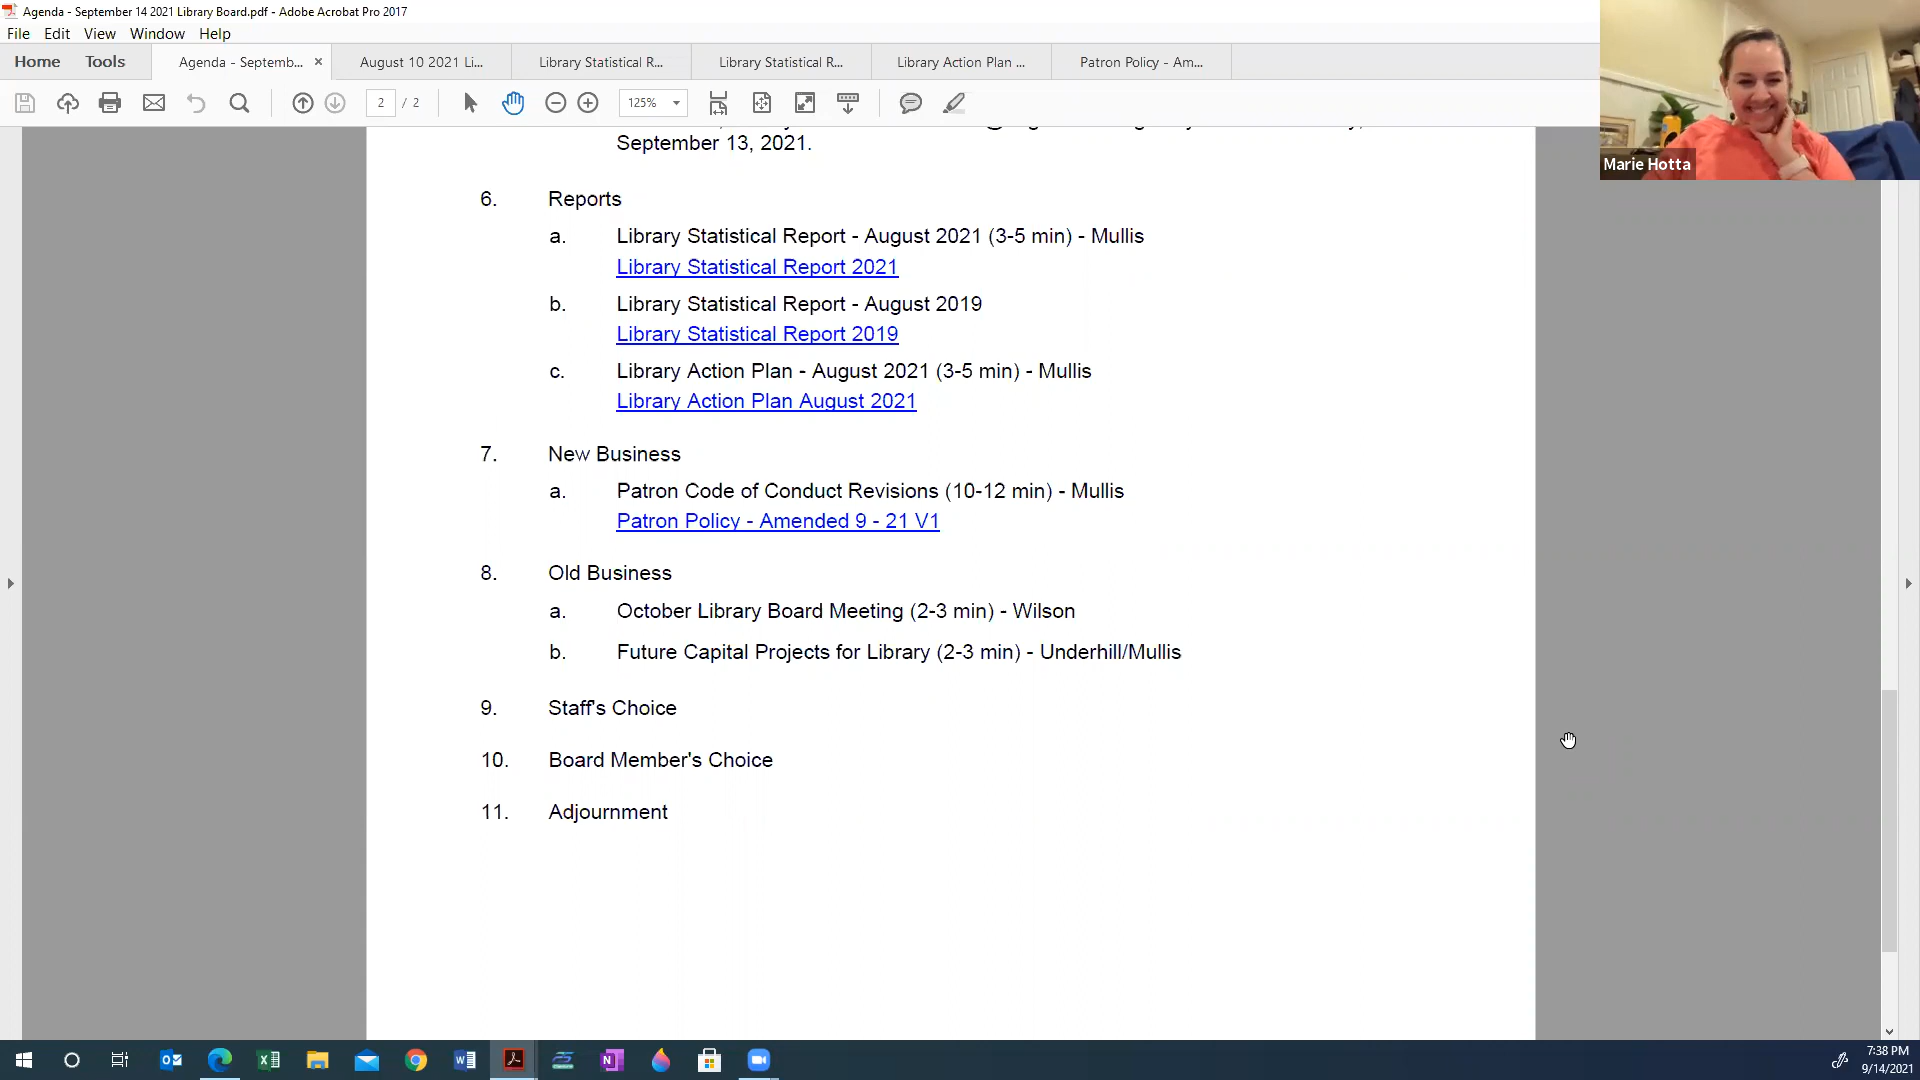 Agenda - September 14 2021 Library Board.pdf - Adobe Acrobat Pro 2017
File Edit View Window Help
Home Tools Agenda - Septemb... × August 10 2021 Li... Library Statistical R... Library Statistical R... Library Action Plan ... Patron Policy - Am...
2 / 2 125%
September 13, 2021.
Marie Hotta
6. Reports
a. Library Statistical Report - August 2021 (3-5 min) - Mullis
Library Statistical Report 2021
b. Library Statistical Report - August 2019
Library Statistical Report 2019
c. Library Action Plan - August 2021 (3-5 min) - Mullis
Library Action Plan August 2021
7. New Business
a. Patron Code of Conduct Revisions (10-12 min) - Mullis
Patron Policy - Amended 9 - 21 V1
8. Old Business
a. October Library Board Meeting (2-3 min) - Wilson
b. Future Capital Projects for Library (2-3 min) - Underhill/Mullis
9. Staff's Choice
10. Board Member's Choice
11. Adjournment
7:38 PM
9/14/2021